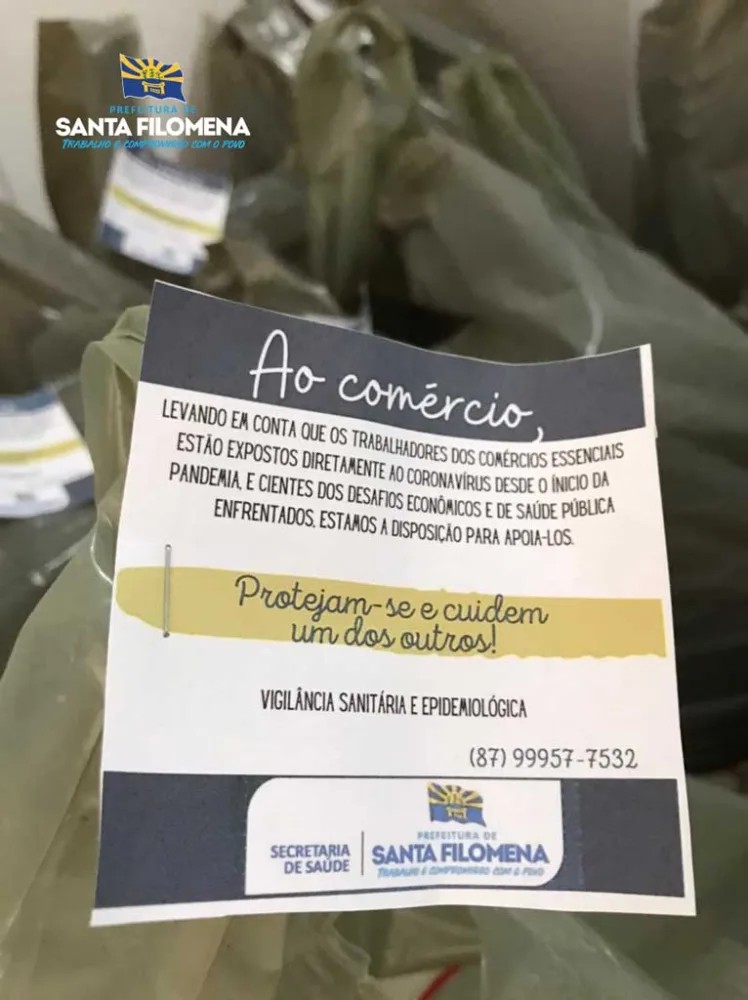 PREFEITURA DE
SANTA FILOMENA
TRABALHO E COMPROMISSO COM O POVO
Ao comércio,
LEVANDO EM CONTA QUE OS TRABALHADORES DOS COMÉRCIOS ESSENCIAIS
ESTÃO EXPOSTOS DIRETAMENTE AO CORONAVÍRUS DESDE O ÍNICIO DA
PANDEMIA, E CIENTES DOS DESAFIOS ECONÔMICOS E DE SAÚDE PÚBLICA
ENFRENTADOS, ESTAMOS A DISPOSIÇÃO PARA APOIA-LOS.
Protejam-se e cuidem
um dos outros!
VIGILÂNCIA SANITÁRIA E EPIDEMIOLÓGICA
(87) 99957-7532
SECRETARIA
DE SAÚDE
PREFEITURA DE
SANTA FILOMENA
TRABALHO E COMPROMISSO COM O POVO